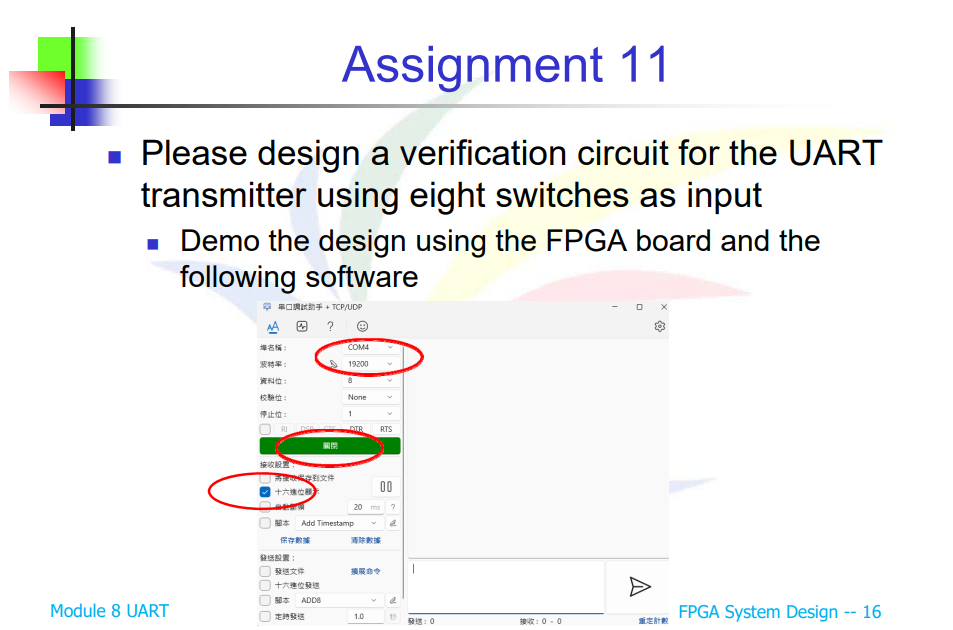 Assignment 11
Please design a verification circuit for the UART
transmitter using eight switches as input
Demo the design using the FPGA board and the
following software
串口調試助手 + TCP/UDP
埠名稱 : COM4
波特率 : 19200
資料位 : 8
校驗位 : None
停止位 : 1
RI DSR CTS DTR RTS
關閉
接收設置 :
將接收保存到文件
十六進位顯示
20 ms ?
腳本 Add Timestamp
保存數據 清除數據
發送設置 :
發送文件 擴展命令
十六進位發送
腳本 ADD8
定時發送 1.0 秒
發送 : 0 接收 : 0 - 0 重定計數
Module 8 UART
FPGA System Design -- 16